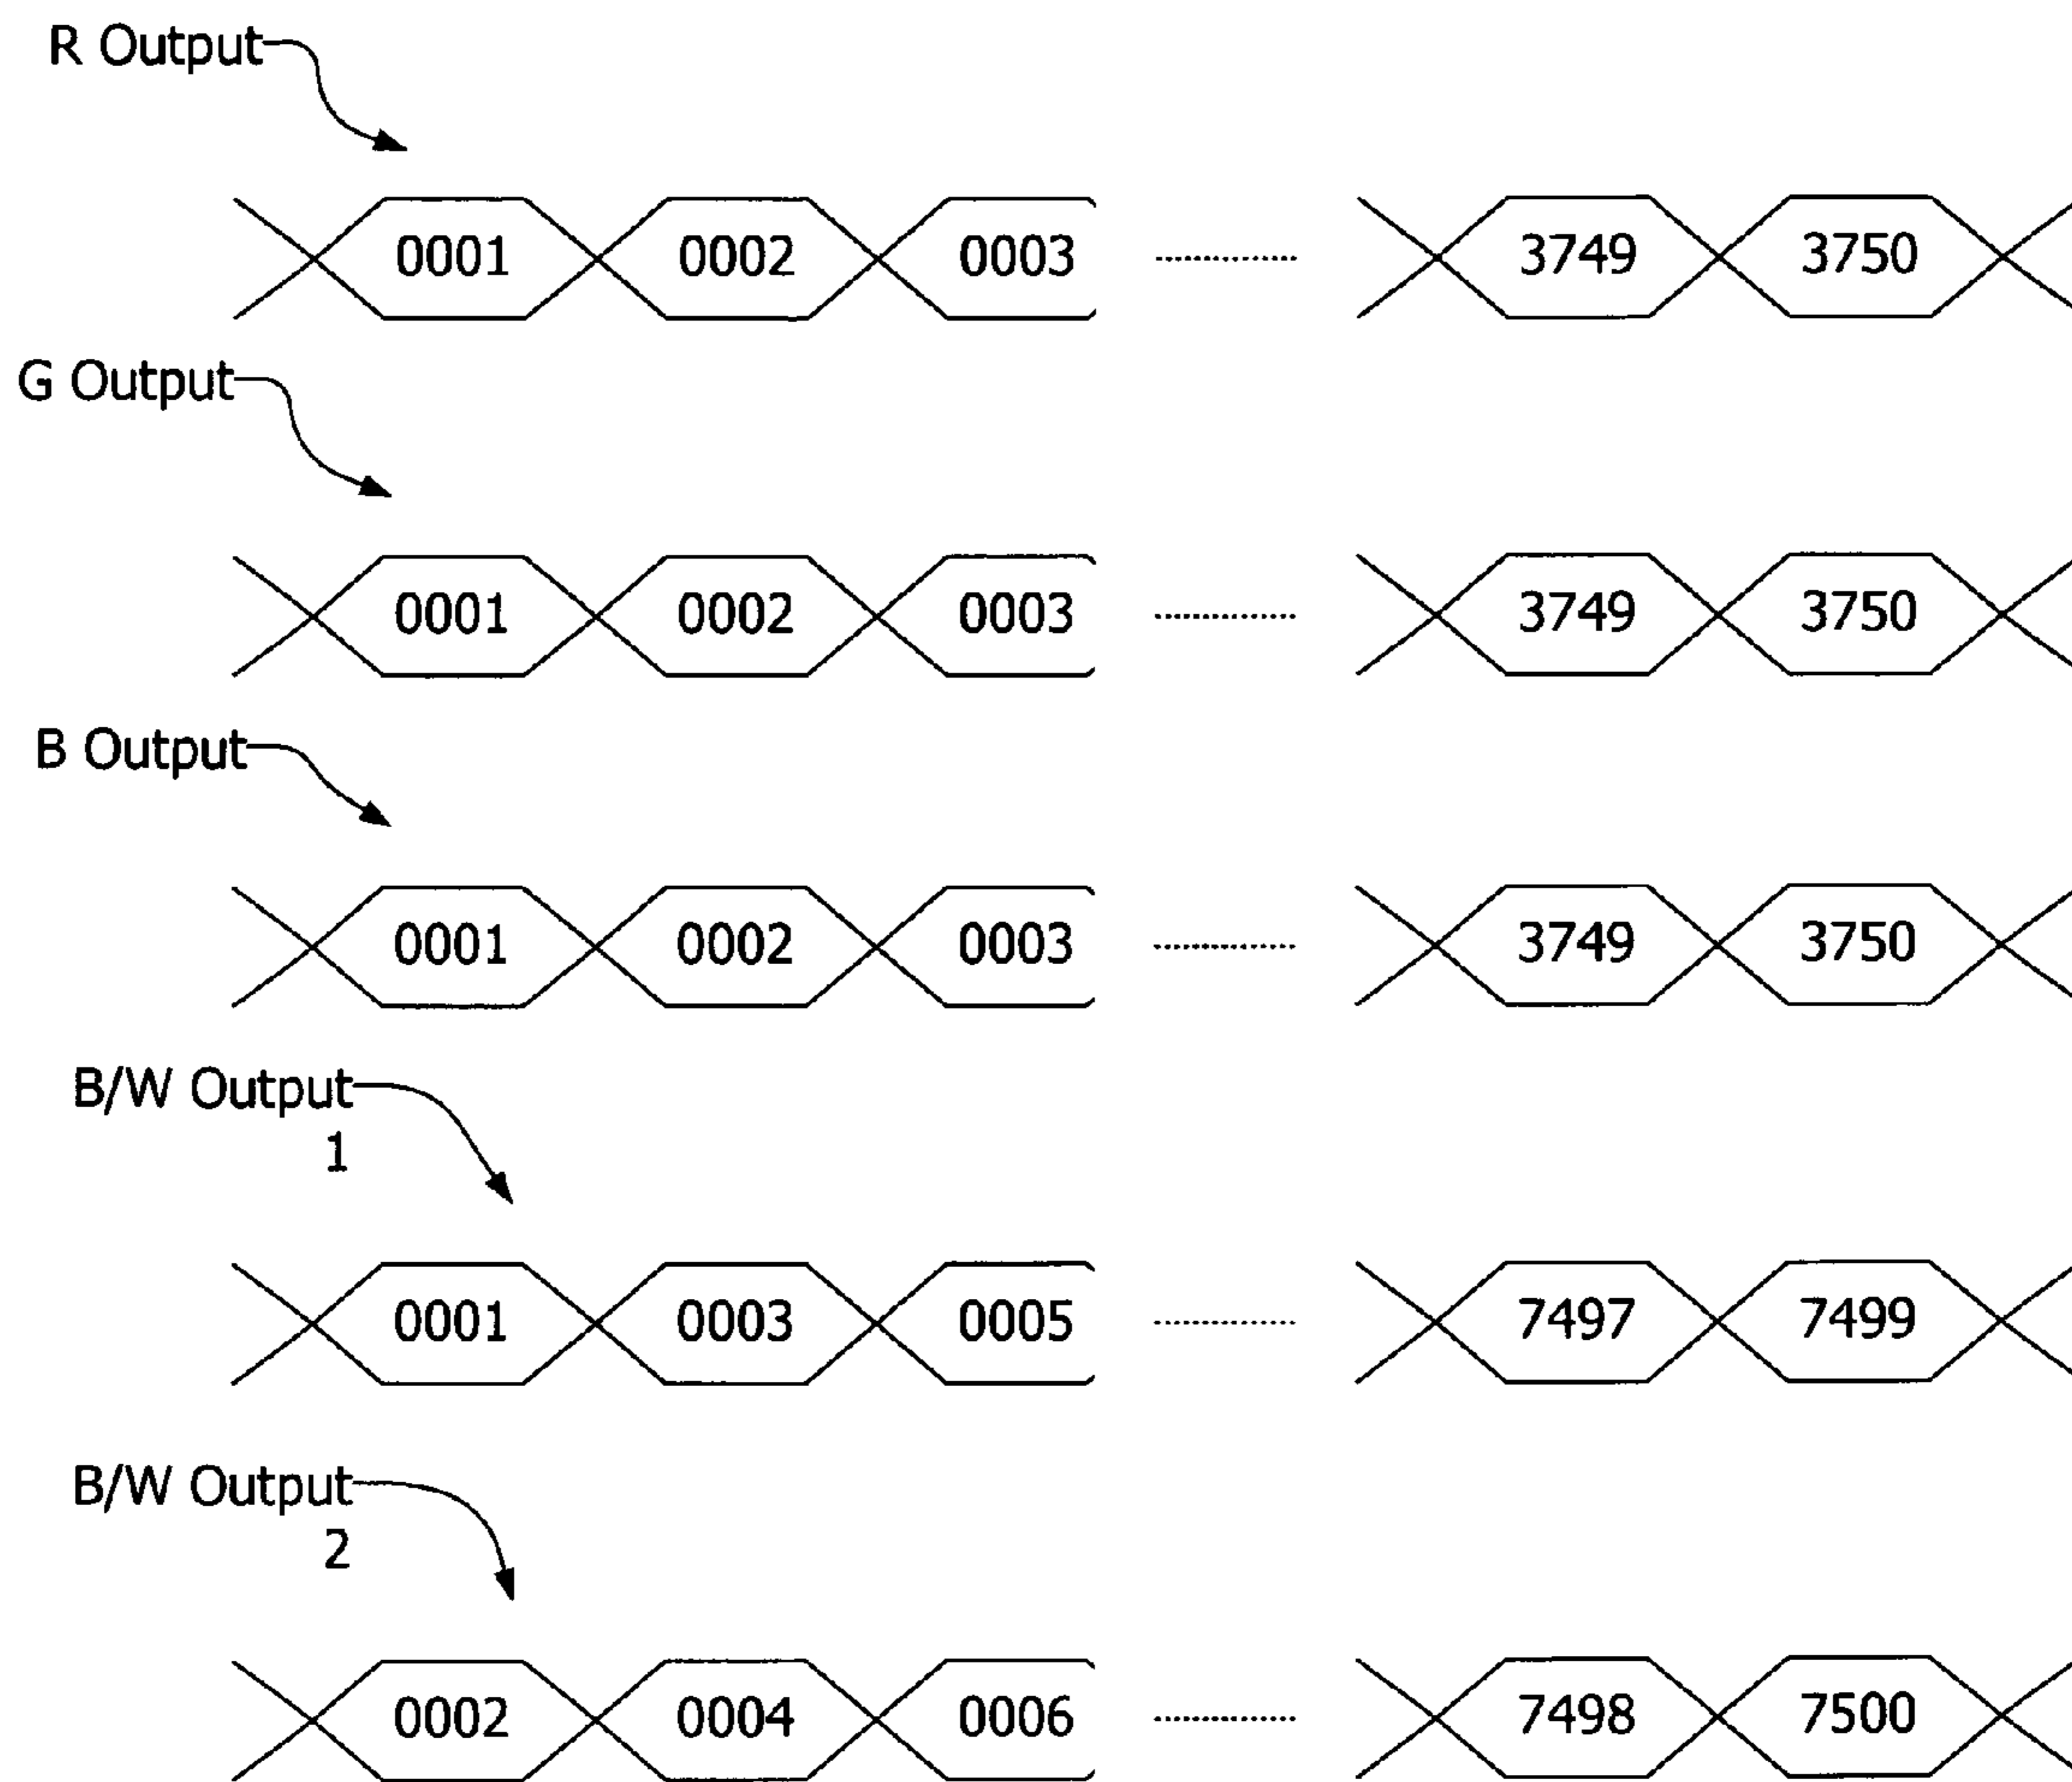 R Output
0001 0002 0003 3749 3750
G Output
0001 0002 0003 3749 3750
B Output
0001 0002 0003 3749 3750
B/W Output
1
0001 0003 0005 7497 7499
B/W Output
2
0002 0004 0006 7498 7500